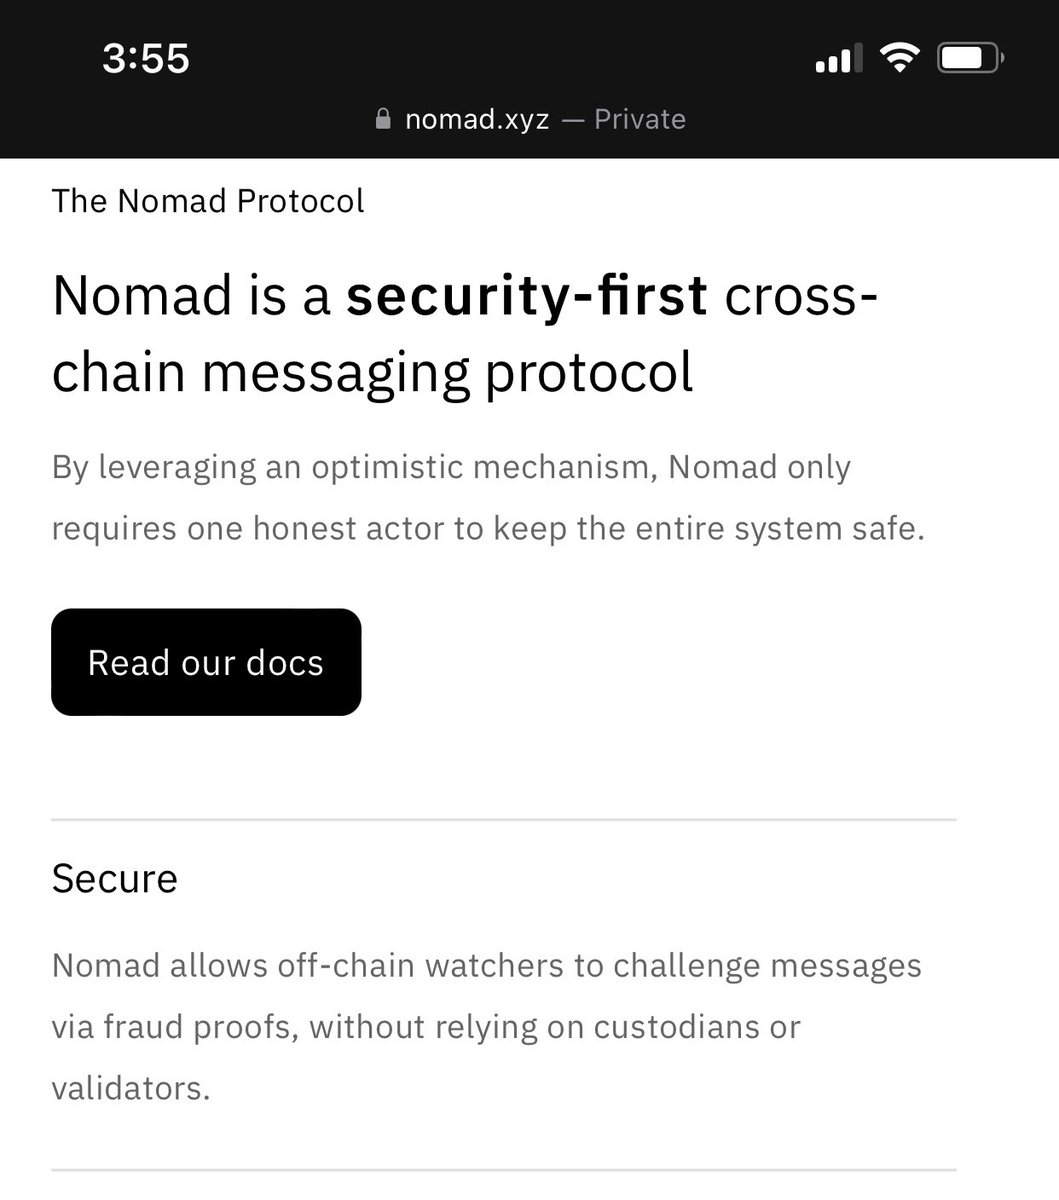 3:55
nomad.xyz — Private
The Nomad Protocol
Nomad is a security-first cross-
chain messaging protocol
By leveraging an optimistic mechanism, Nomad only
requires one honest actor to keep the entire system safe.
Read our docs
Secure
Nomad allows off-chain watchers to challenge messages
via fraud proofs, without relying on custodians or
validators.